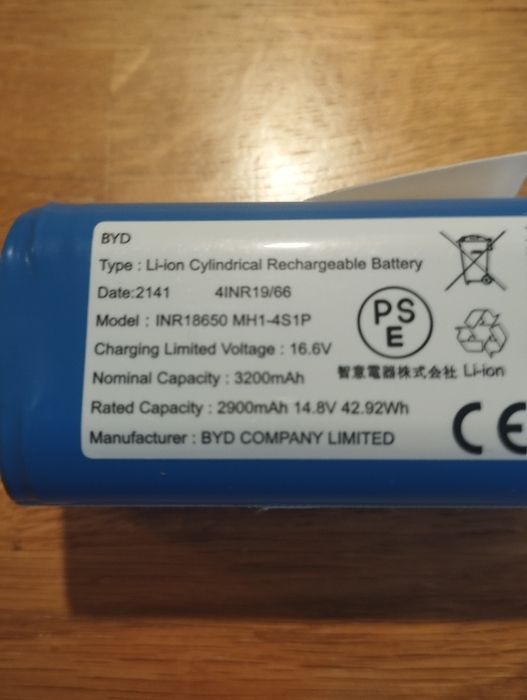 BYD
Type : Li-ion Cylindrical Rechargeable Battery
Date:2141 4INR19/66
Model : INR18650 MH1-4S1P
Charging Limited Voltage : 16.6V
Nominal Capacity : 3200mAh
Rated Capacity : 2900mAh 14.8V 42.92Wh
Manufacturer : BYD COMPANY LIMITED
PS
E
智意電器株式会社 Li-ion
CE